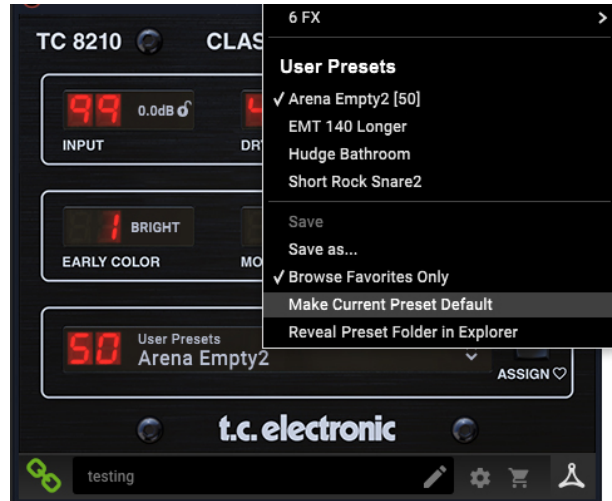 TC 8210
CLAS
6 FX
User Presets
✓ Arena Empty2 [50]
EMT 140 Longer
Hudge Bathroom
Short Rock Snare2
Save
Save as...
✓ Browse Favorites Only
Make Current Preset Default
Reveal Preset Folder in Explorer
99 0.0dB
INPUT
DR
1 BRIGHT
EARLY COLOR
MO
50
User Presets
Arena Empty2
ASSIGN
t.c. electronic
testing